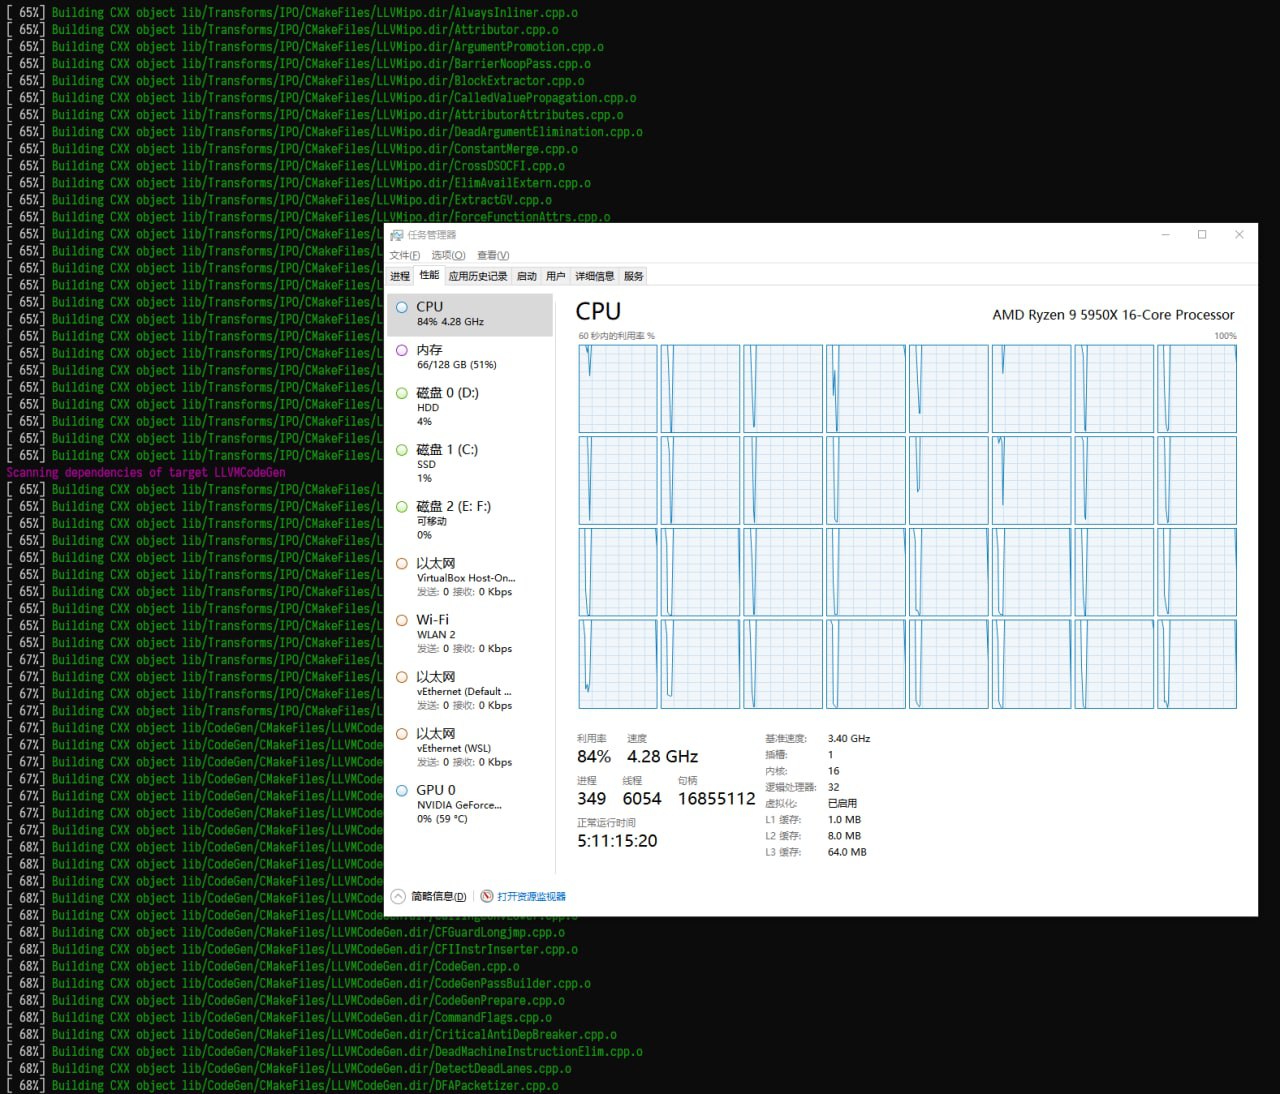 [ 65%] Building CXX object lib/Transforms/IPO/CMakeFiles/LLVMipo.dir/AlwaysInliner.cpp.o
[ 65%] Building CXX object lib/Transforms/IPO/CMakeFiles/LLVMipo.dir/Attributor.cpp.o
[ 65%] Building CXX object lib/Transforms/IPO/CMakeFiles/LLVMipo.dir/ArgumentPromotion.cpp.o
[ 65%] Building CXX object lib/Transforms/IPO/CMakeFiles/LLVMipo.dir/BarrierNoopPass.cpp.o
[ 65%] Building CXX object lib/Transforms/IPO/CMakeFiles/LLVMipo.dir/BlockExtractor.cpp.o
[ 65%] Building CXX object lib/Transforms/IPO/CMakeFiles/LLVMipo.dir/CalledValuePropagation.cpp.o
[ 65%] Building CXX object lib/Transforms/IPO/CMakeFiles/LLVMipo.dir/AttributorAttributes.cpp.o
[ 65%] Building CXX object lib/Transforms/IPO/CMakeFiles/LLVMipo.dir/DeadArgumentElimination.cpp.o
[ 65%] Building CXX object lib/Transforms/IPO/CMakeFiles/LLVMipo.dir/ConstantMerge.cpp.o
[ 65%] Building CXX object lib/Transforms/IPO/CMakeFiles/LLVMipo.dir/CrossDSOCFI.cpp.o
[ 65%] Building CXX object lib/Transforms/IPO/CMakeFiles/LLVMipo.dir/ElimAvailExtern.cpp.o
[ 65%] Building CXX object lib/Transforms/IPO/CMakeFiles/LLVMipo.dir/ExtractGV.cpp.o
[ 65%] Building CXX object lib/Transforms/IPO/CMakeFiles/LLVMipo.dir/ForceFunctionAttrs.cpp.o
[ 65%] Building CXX object lib/Transforms/IPO/CMakeFiles/L
[ 65%] Building CXX object lib/Transforms/IPO/CMakeFiles/L
[ 65%] Building CXX object lib/Transforms/IPO/CMakeFiles/L
[ 65%] Building CXX object lib/Transforms/IPO/CMakeFiles/L
[ 65%] Building CXX object lib/Transforms/IPO/CMakeFiles/L
[ 65%] Building CXX object lib/Transforms/IPO/CMakeFiles/L
[ 65%] Building CXX object lib/Transforms/IPO/CMakeFiles/L
[ 65%] Building CXX object lib/Transforms/IPO/CMakeFiles/L
[ 65%] Building CXX object lib/Transforms/IPO/CMakeFiles/L
[ 65%] Building CXX object lib/Transforms/IPO/CMakeFiles/L
[ 65%] Building CXX object lib/Transforms/IPO/CMakeFiles/L
[ 65%] Building CXX object lib/Transforms/IPO/CMakeFiles/L
[ 65%] Building CXX object lib/Transforms/IPO/CMakeFiles/L
[ 65%] Building CXX object lib/Transforms/IPO/CMakeFiles/L
Scanning dependencies of target LLVMCodeGen
[ 65%] Building CXX object lib/Transforms/IPO/CMakeFiles/L
[ 65%] Building CXX object lib/Transforms/IPO/CMakeFiles/L
[ 65%] Building CXX object lib/Transforms/IPO/CMakeFiles/L
[ 65%] Building CXX object lib/Transforms/IPO/CMakeFiles/L
[ 65%] Building CXX object lib/Transforms/IPO/CMakeFiles/L
[ 65%] Building CXX object lib/Transforms/IPO/CMakeFiles/L
[ 65%] Building CXX object lib/Transforms/IPO/CMakeFiles/L
[ 65%] Building CXX object lib/Transforms/IPO/CMakeFiles/L
[ 65%] Building CXX object lib/Transforms/IPO/CMakeFiles/L
[ 65%] Building CXX object lib/Transforms/IPO/CMakeFiles/L
[ 67%] Building CXX object lib/Transforms/IPO/CMakeFiles/L
[ 67%] Building CXX object lib/Transforms/IPO/CMakeFiles/L
[ 67%] Building CXX object lib/Transforms/IPO/CMakeFiles/L
[ 67%] Building CXX object lib/Transforms/IPO/CMakeFiles/L
[ 67%] Building CXX object lib/CodeGen/CMakeFiles/LLVMCode
[ 67%] Building CXX object lib/CodeGen/CMakeFiles/LLVMCode
[ 67%] Building CXX object lib/CodeGen/CMakeFiles/LLVMCode
[ 67%] Building CXX object lib/CodeGen/CMakeFiles/LLVMCode
[ 67%] Building CXX object lib/CodeGen/CMakeFiles/LLVMCode
[ 67%] Building CXX object lib/CodeGen/CMakeFiles/LLVMCode
[ 67%] Building CXX object lib/CodeGen/CMakeFiles/LLVMCode
[ 68%] Building CXX object lib/CodeGen/CMakeFiles/LLVMCode
[ 68%] Building CXX object lib/CodeGen/CMakeFiles/LLVMCode
[ 68%] Building CXX object lib/CodeGen/CMakeFiles/LLVMCode
[ 68%] Building CXX object lib/CodeGen/CMakeFiles/LLVMCode
[ 68%] Building CXX object lib/CodeGen/CMakeFiles/LLVMCode
[ 68%] Building CXX object lib/CodeGen/CMakeFiles/LLVMCodeGen.dir/CFGuardLongjmp.cpp.o
[ 68%] Building CXX object lib/CodeGen/CMakeFiles/LLVMCodeGen.dir/CFIInstrInserter.cpp.o
[ 68%] Building CXX object lib/CodeGen/CMakeFiles/LLVMCodeGen.dir/CodeGen.cpp.o
[ 68%] Building CXX object lib/CodeGen/CMakeFiles/LLVMCodeGen.dir/CodeGenPassBuilder.cpp.o
[ 68%] Building CXX object lib/CodeGen/CMakeFiles/LLVMCodeGen.dir/CodeGenPrepare.cpp.o
[ 68%] Building CXX object lib/CodeGen/CMakeFiles/LLVMCodeGen.dir/CommandFlags.cpp.o
[ 68%] Building CXX object lib/CodeGen/CMakeFiles/LLVMCodeGen.dir/CriticalAntiDepBreaker.cpp.o
[ 68%] Building CXX object lib/CodeGen/CMakeFiles/LLVMCodeGen.dir/DeadMachineInstructionElim.cpp.o
[ 68%] Building CXX object lib/CodeGen/CMakeFiles/LLVMCodeGen.dir/DetectDeadLanes.cpp.o
[ 68%] Building CXX object lib/CodeGen/CMakeFiles/LLVMCodeGen.dir/DFAPacketizer.cpp.o
任务管理器
文件(F) 选项(O) 查看(V)
进程 性能 应用历史记录 启动 用户 详细信息 服务
CPU
84% 4.28 GHz
内存
66/128 GB (51%)
磁盘 0 (D:)
HDD
4%
磁盘 1 (C:)
SSD
1%
磁盘 2 (E: F:)
可移动
0%
以太网
VirtualBox Host-On...
发送: 0 接收: 0 Kbps
Wi-Fi
WLAN 2
发送: 0 接收: 0 Kbps
以太网
vEthernet (Default ...
发送: 0 接收: 0 Kbps
以太网
vEthernet (WSL)
发送: 0 接收: 0 Kbps
GPU 0
NVIDIA GeForce...
0% (59 °C)
CPU AMD Ryzen 9 5950X 16-Core Processor
60 秒内的利用率 % 100%
利用率 速度
84% 4.28 GHz
进程 线程 句柄
349 6054 16855112
正常运行时间
5:11:15:20
基准速度: 3.40 GHz
插槽: 1
内核: 16
逻辑处理器: 32
虚拟化: 已启用
L1 缓存: 1.0 MB
L2 缓存: 8.0 MB
L3 缓存: 64.0 MB
简略信息(D) 打开资源监视器